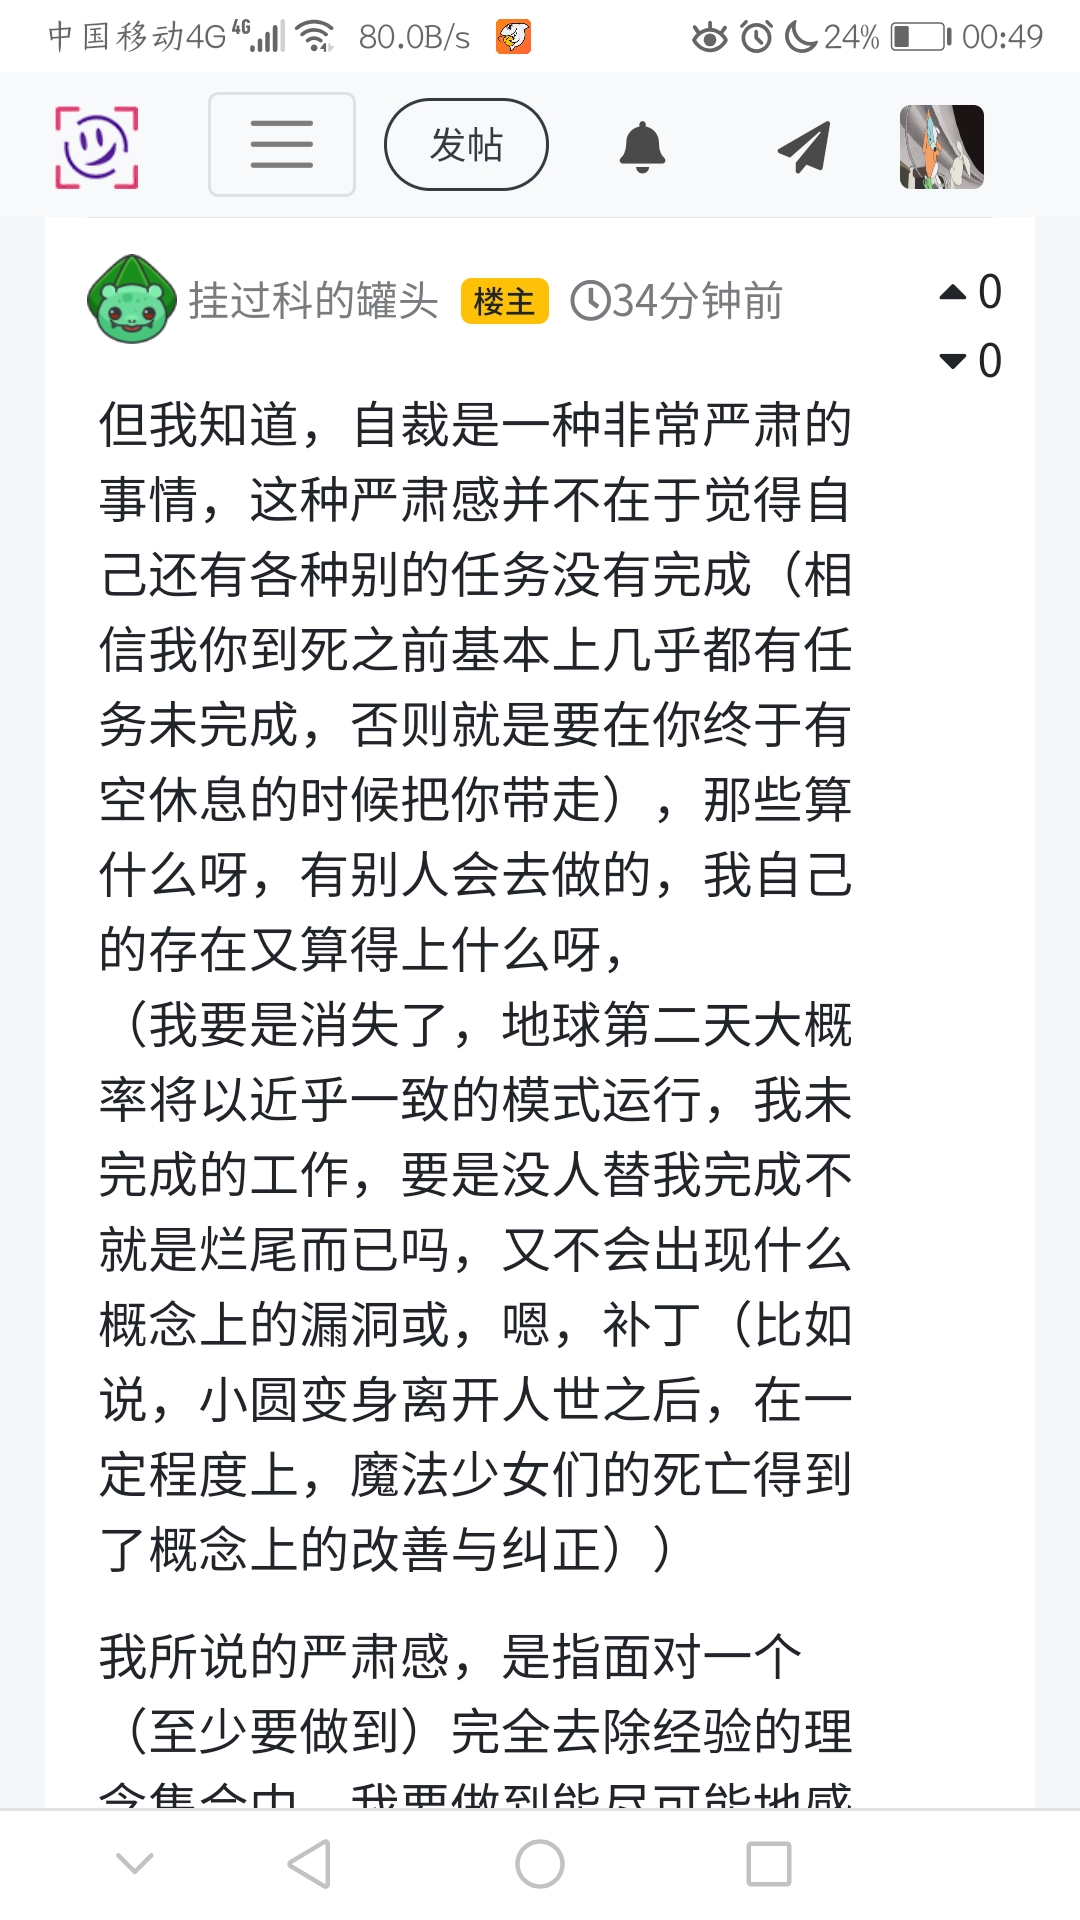 中国移动4G 4G 80.0B/s 24% 00:49
发帖
挂过科的罐头 楼主 34分钟前 0
0
但我知道，自裁是一种非常严肃的
事情，这种严肃感并不在于觉得自
己还有各种别的任务没有完成（相
信我你到死之前基本上几乎都有任
务未完成，否则就是要在你终于有
空休息的时候把你带走），那些算
什么呀，有别人会去做的，我自己
的存在又算得上什么呀，
（我要是消失了，地球第二天大概
率将以近乎一致的模式运行，我未
完成的工作，要是没人替我完成不
就是烂尾而已吗，又不会出现什么
概念上的漏洞或，嗯，补丁（比如
说，小圆变身离开人世之后，在一
定程度上，魔法少女们的死亡得到
了概念上的改善与纠正））
我所说的严肃感，是指面对一个
（至少要做到）完全去除经验的理
念集合中，我要做到能尽可能地感